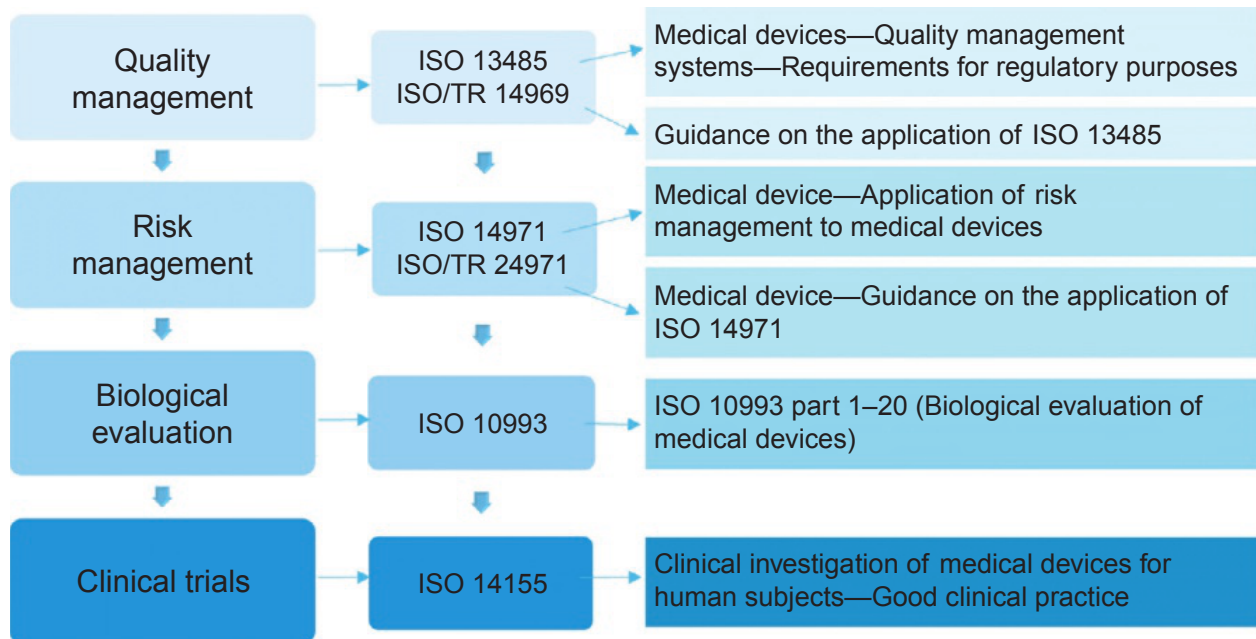 Quality
management
ISO 13485
ISO/TR 14969
Medical devices—Quality management
systems—Requirements for regulatory purposes
Guidance on the application of ISO 13485
Risk
management
ISO 14971
ISO/TR 24971
Medical device—Application of risk
management to medical devices
Medical device—Guidance on the application of
ISO 14971
Biological
evaluation
ISO 10993
ISO 10993 part 1–20 (Biological evaluation of
medical devices)
Clinical trials
ISO 14155
Clinical investigation of medical devices for
human subjects—Good clinical practice